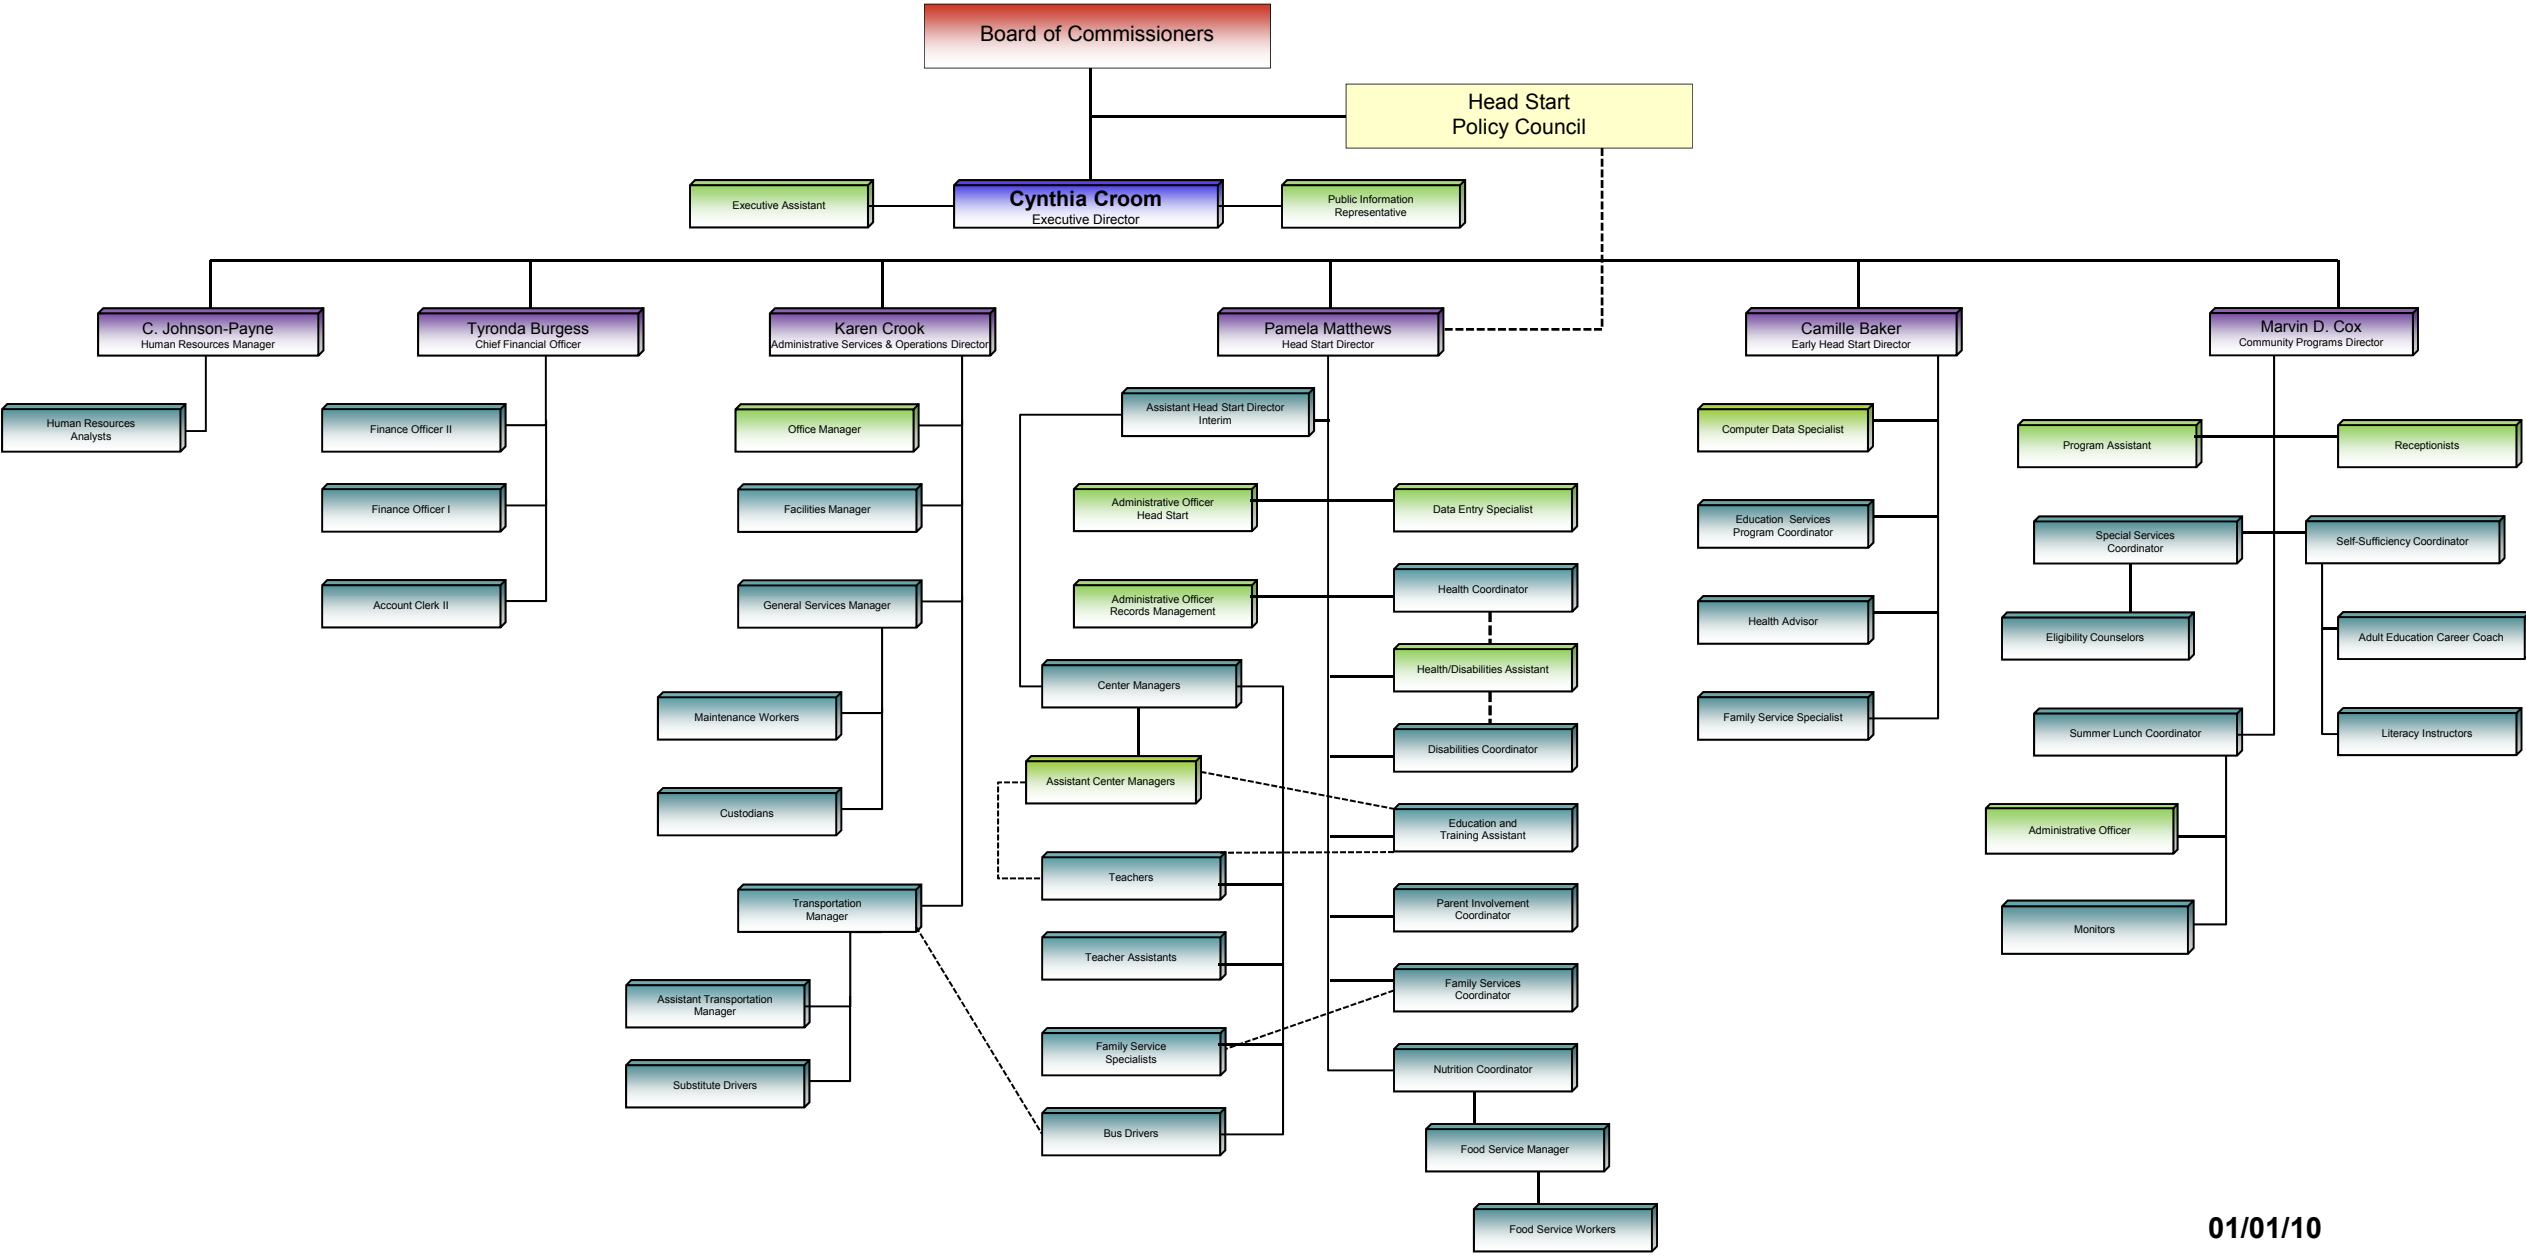 Board of Commissioners
Head Start
Policy Council
Executive Assistant
Cynthia Croom
Executive Director
Public Information
Representative
C. Johnson-Payne
Human Resources Manager
Tyronda Burgess
Chief Financial Officer
Karen Crook
Administrative Services & Operations Director
Pamela Matthews
Head Start Director
Camille Baker
Early Head Start Director
Marvin D. Cox
Community Programs Director
Human Resources
Analysts
Finance Officer II
Finance Officer I
Account Clerk II
Office Manager
Facilities Manager
General Services Manager
Maintenance Workers
Custodians
Transportation
Manager
Assistant Transportation
Manager
Substitute Drivers
Assistant Head Start Director
Interim
Administrative Officer
Head Start
Data Entry Specialist
Administrative Officer
Records Management
Health Coordinator
Center Managers
Health/Disabilities Assistant
Assistant Center Managers
Disabilities Coordinator
Education and
Training Assistant
Teachers
Parent Involvement
Coordinator
Teacher Assistants
Family Services
Coordinator
Family Service
Specialists
Nutrition Coordinator
Bus Drivers
Food Service Manager
Food Service Workers
Computer Data Specialist
Education  Services
Program Coordinator
Health Advisor
Family Service Specialist
Program Assistant
Receptionists
Special Services
Coordinator
Self-Sufficiency Coordinator
Eligibility Counselors
Adult Education Career Coach
Summer Lunch Coordinator
Literacy Instructors
Administrative Officer
Monitors
01/01/10